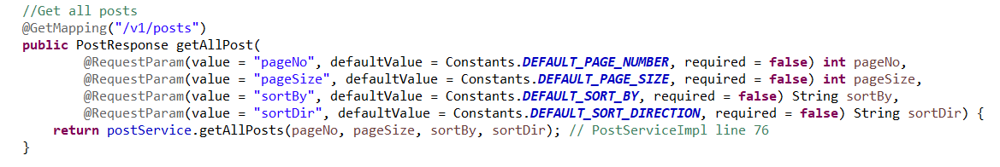 //Get all posts
@GetMapping("/v1/posts")
public PostResponse getAllPost(
@RequestParam(value = "pageNo", defaultValue = Constants.DEFAULT_PAGE_NUMBER, required = false) int pageNo,
@RequestParam(value = "pageSize", defaultValue = Constants.DEFAULT_PAGE_SIZE, required = false) int pageSize,
@RequestParam(value = "sortBy", defaultValue = Constants.DEFAULT_SORT_BY, required = false) String sortBy,
@RequestParam(value = "sortDir", defaultValue = Constants.DEFAULT_SORT_DIRECTION, required = false) String sortDir) {
return postService.getAllPosts(pageNo, pageSize, sortBy, sortDir); // PostServiceImpl line 76
}